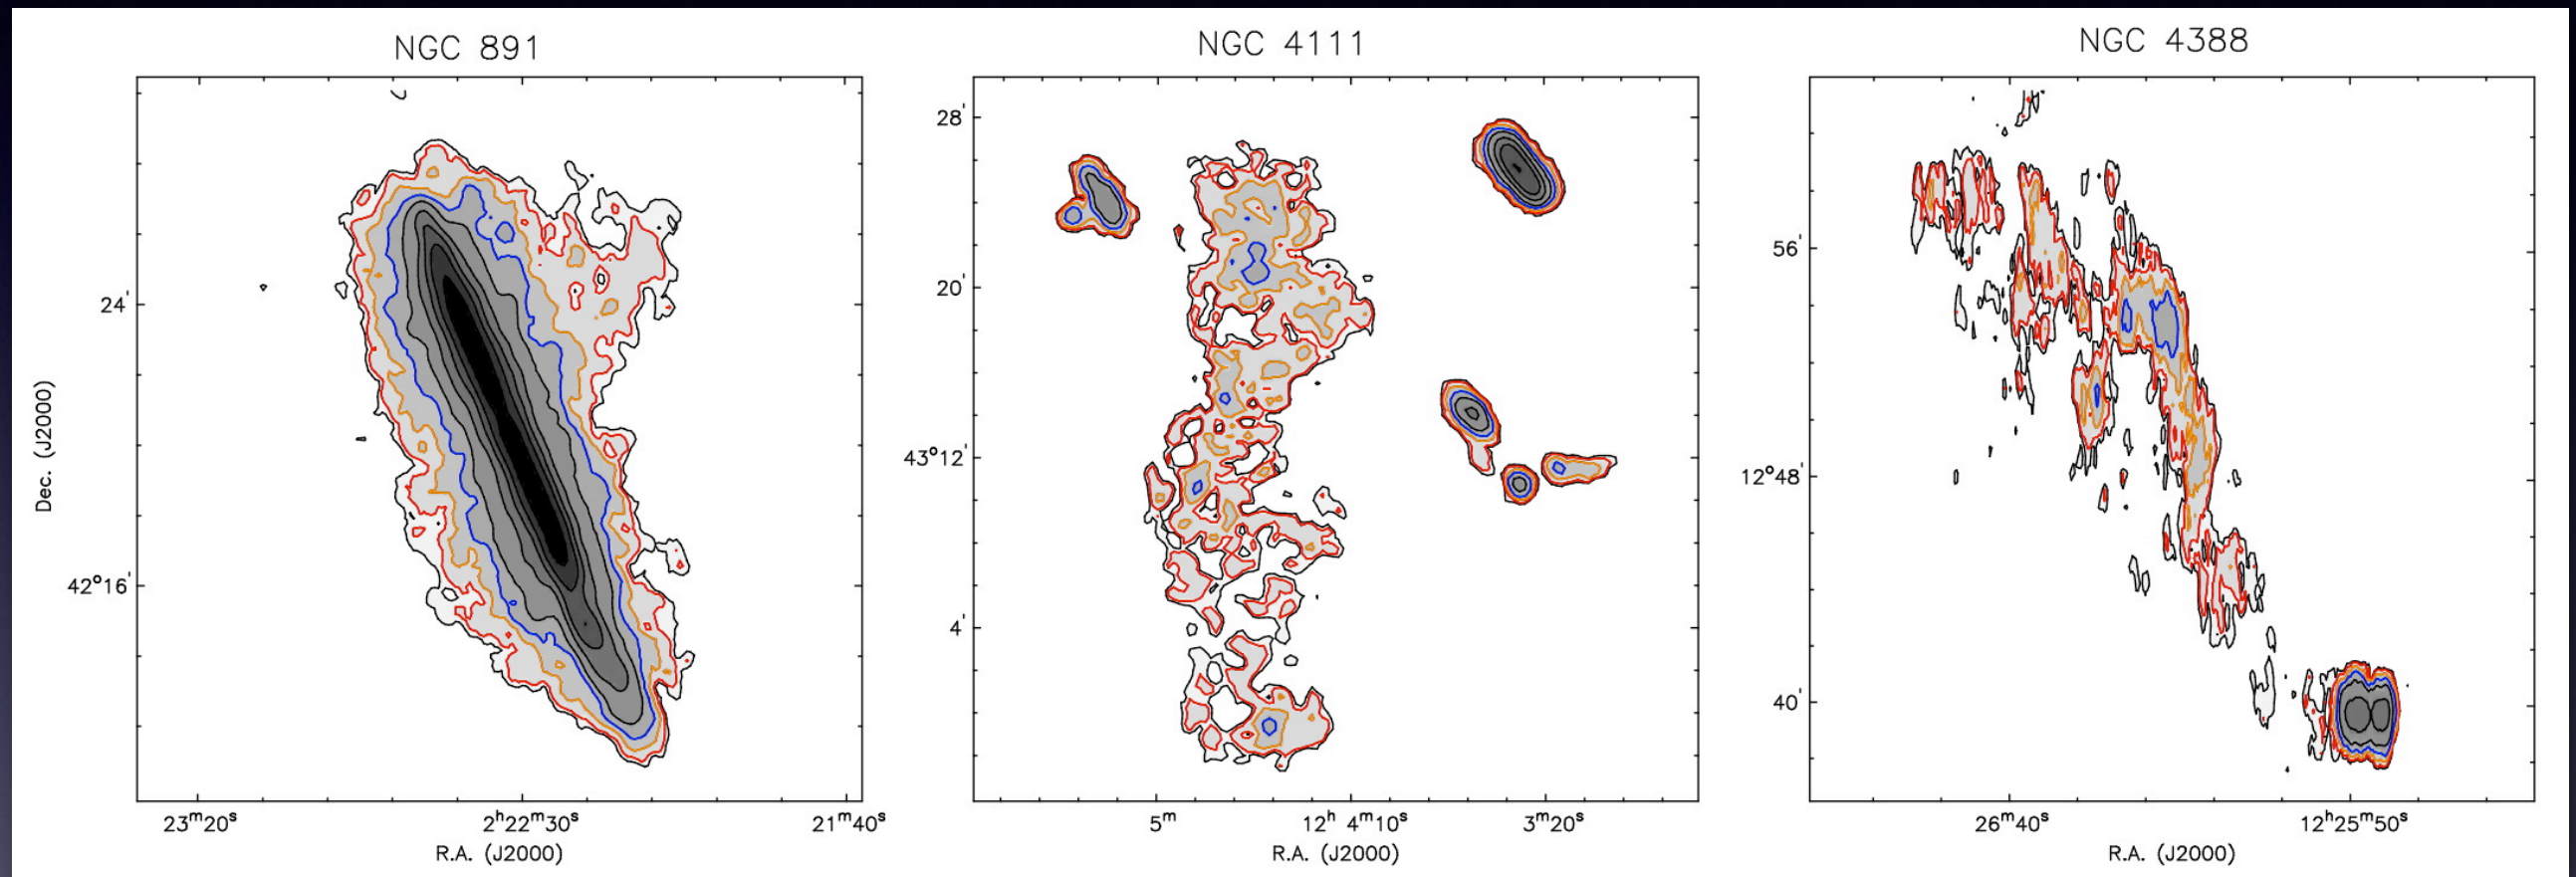 NGC 891
Dec. (J2000)
24'
42°16'
23ᵐ20ˢ
2ʰ22ᵐ30ˢ
21ᵐ40ˢ
R.A. (J2000)
NGC 4111
28'
20'
43°12'
4'
5ᵐ
12ʰ 4ᵐ10ˢ
3ᵐ20ˢ
R.A. (J2000)
NGC 4388
56'
12°48'
40'
26ᵐ40ˢ
12ʰ25ᵐ50ˢ
R.A. (J2000)